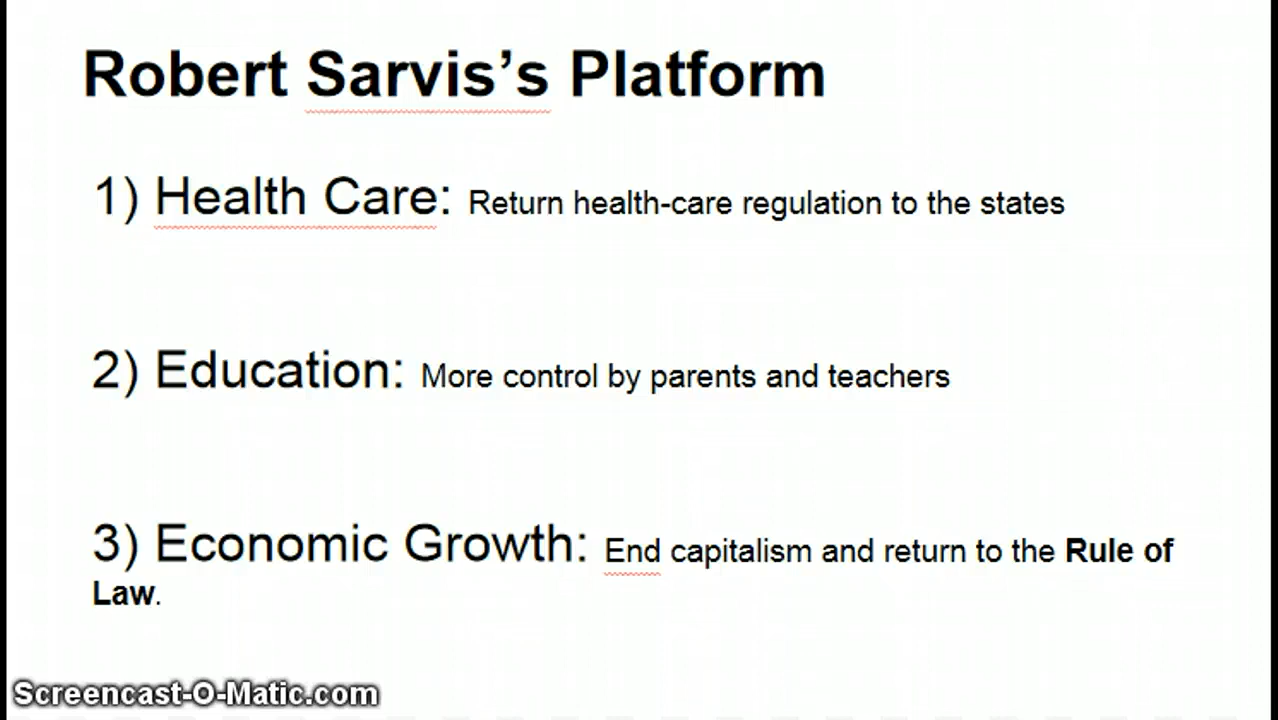 Robert Sarvis’s Platform
1) Health Care: Return health-care regulation to the states
2) Education: More control by parents and teachers
3) Economic Growth: End capitalism and return to the Rule of
Law.
Screencast-O-Matic.com